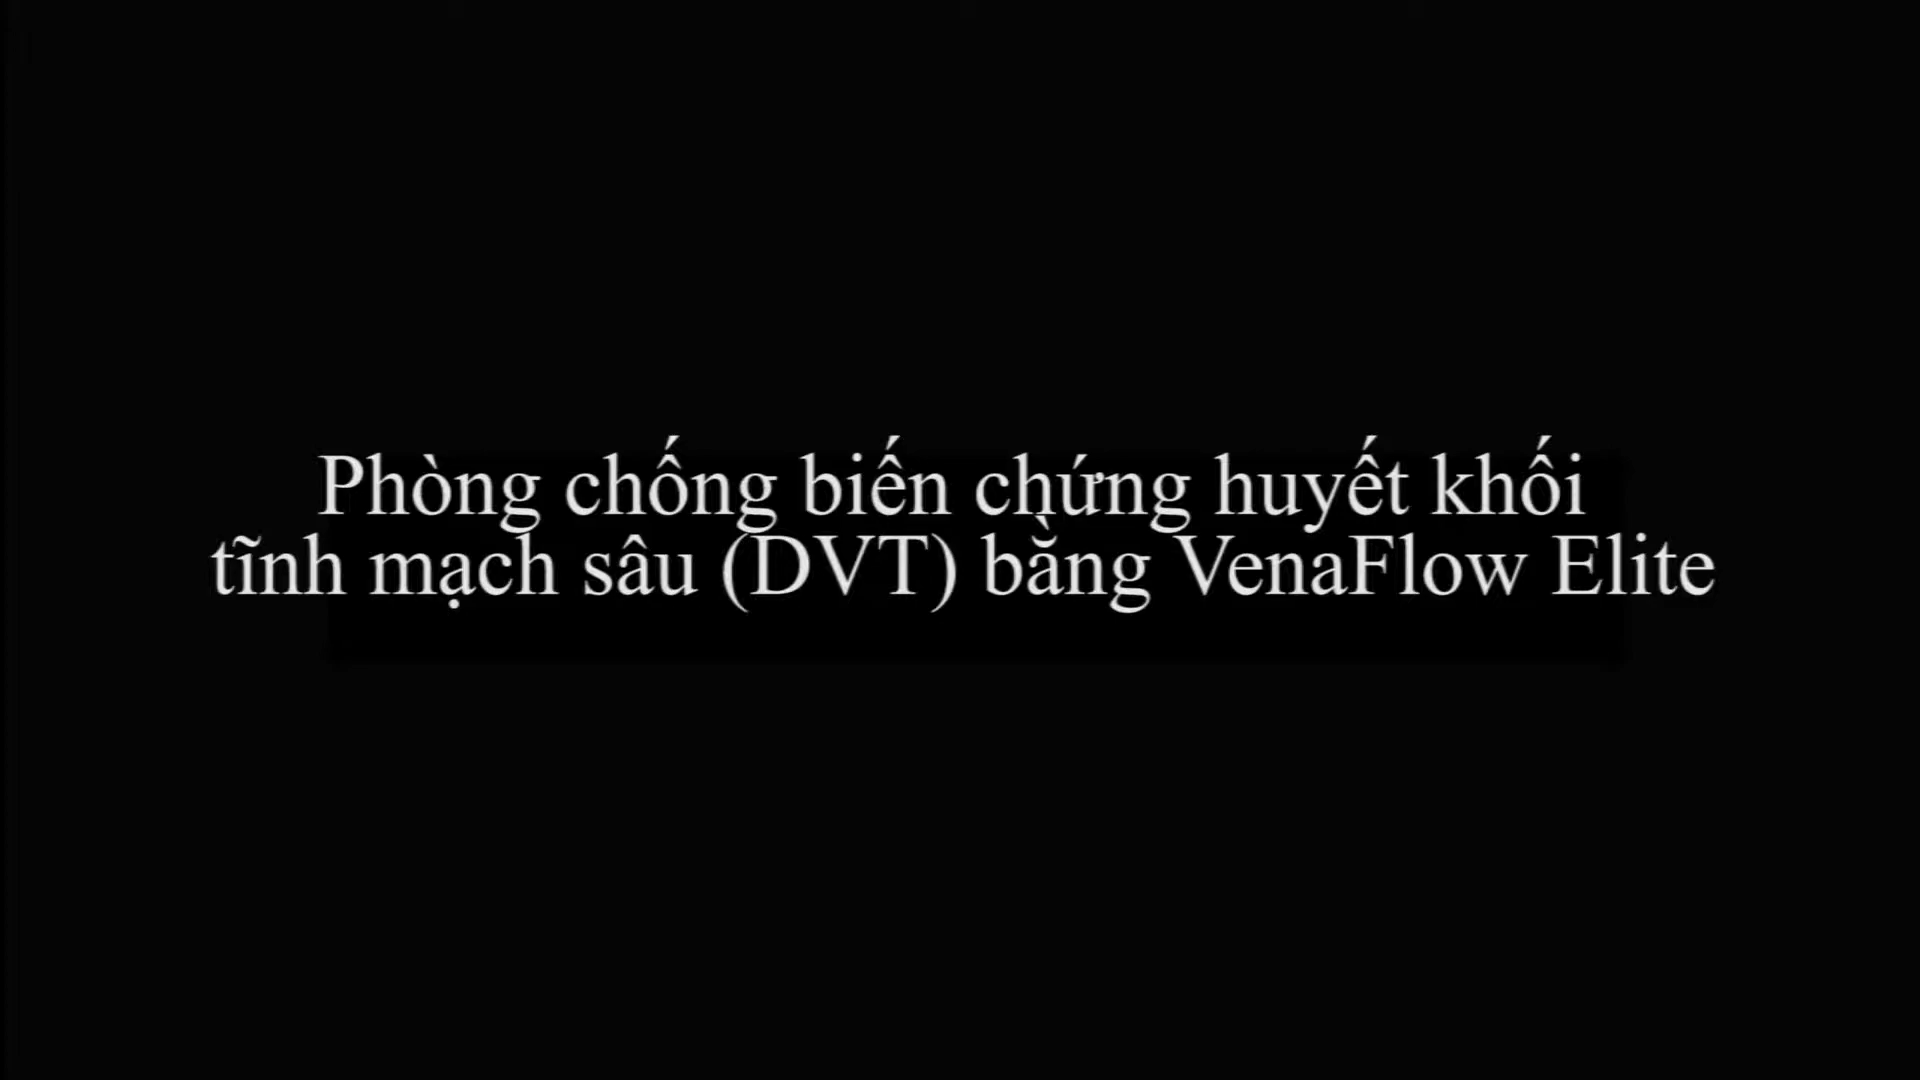 Phòng chống biến chứng huyết khối
tĩnh mạch sâu (DVT) bằng VenaFlow Elite